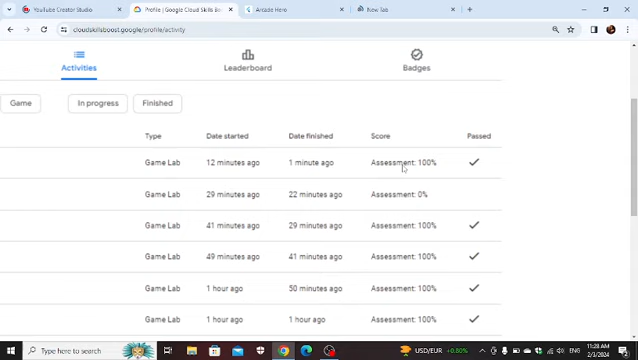 YouTube Creator Studio
Profile | Google Cloud Skills Boost
Arcade Hero
New Tab
cloudskillsboost.google/profile/activity
Activities
Leaderboard
Badges
Game
In progress
Finished
Type Date started Date finished Score Passed
Game Lab 12 minutes ago 1 minute ago Assessment: 100%
Game Lab 29 minutes ago 22 minutes ago Assessment: 0%
Game Lab 41 minutes ago 29 minutes ago Assessment: 100%
Game Lab 49 minutes ago 41 minutes ago Assessment: 100%
Game Lab 1 hour ago 50 minutes ago Assessment: 100%
Game Lab 1 hour ago 1 hour ago Assessment: 100%
Type here to search
USD/EUR +0.80%
ENG
11:28 AM
2/3/2024